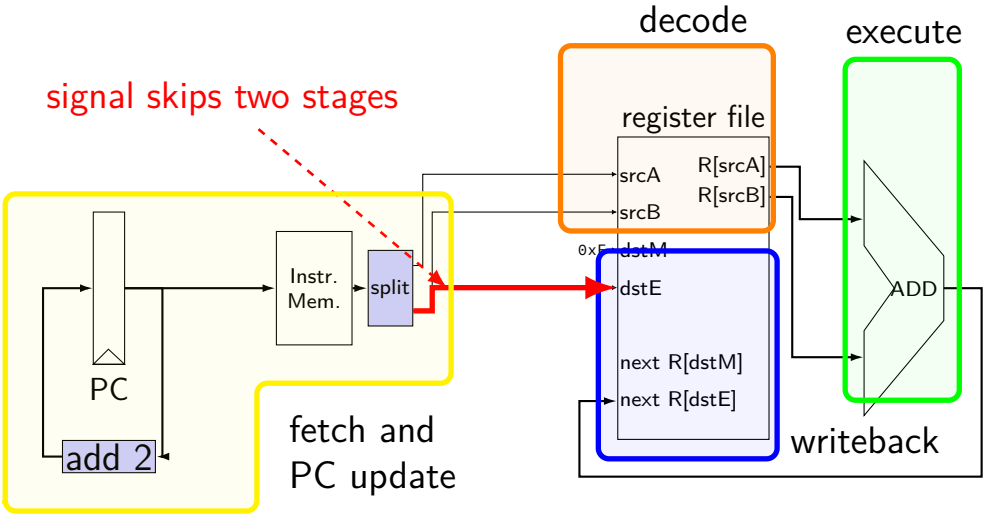 decode
execute
signal skips two stages
register file
srcA
R[srcA]
R[srcB]
srcB
0xF
dstM
Instr.
Mem.
split
dstE
ADD
next R[dstM]
PC
next R[dstE]
fetch and
PC update
writeback
add 2